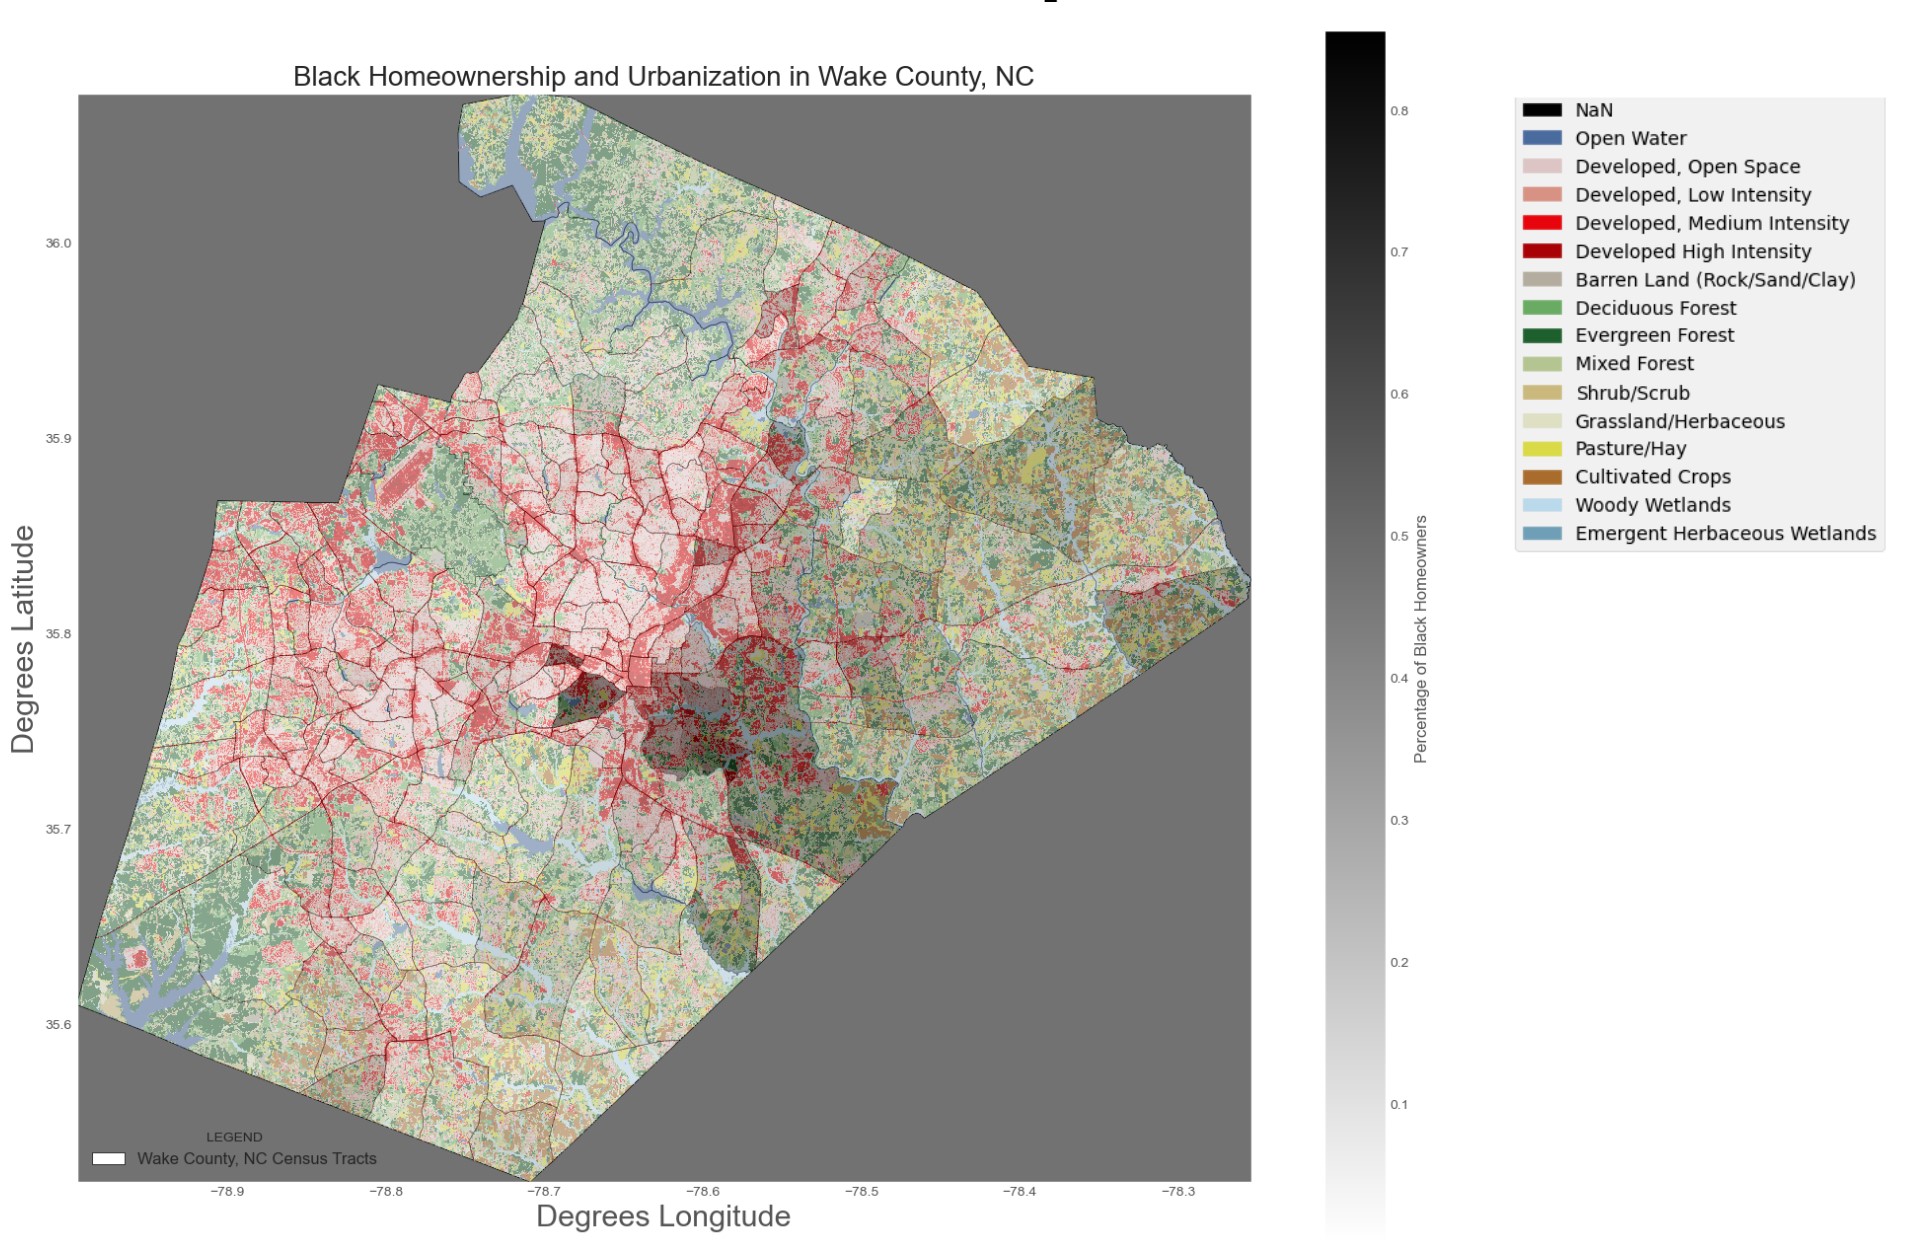 Black Homeownership and Urbanization in Wake County, NC
Degrees Latitude
36.0
35.9
35.8
35.7
35.6
LEGEND
Wake County, NC Census Tracts
−78.9
−78.8
−78.7
−78.6
−78.5
−78.4
−78.3
Degrees Longitude
0.8
0.7
0.6
0.5
0.4
0.3
0.2
0.1
Percentage of Black Homeowners
NaN
Open Water
Developed, Open Space
Developed, Low Intensity
Developed, Medium Intensity
Developed High Intensity
Barren Land (Rock/Sand/Clay)
Deciduous Forest
Evergreen Forest
Mixed Forest
Shrub/Scrub
Grassland/Herbaceous
Pasture/Hay
Cultivated Crops
Woody Wetlands
Emergent Herbaceous Wetlands